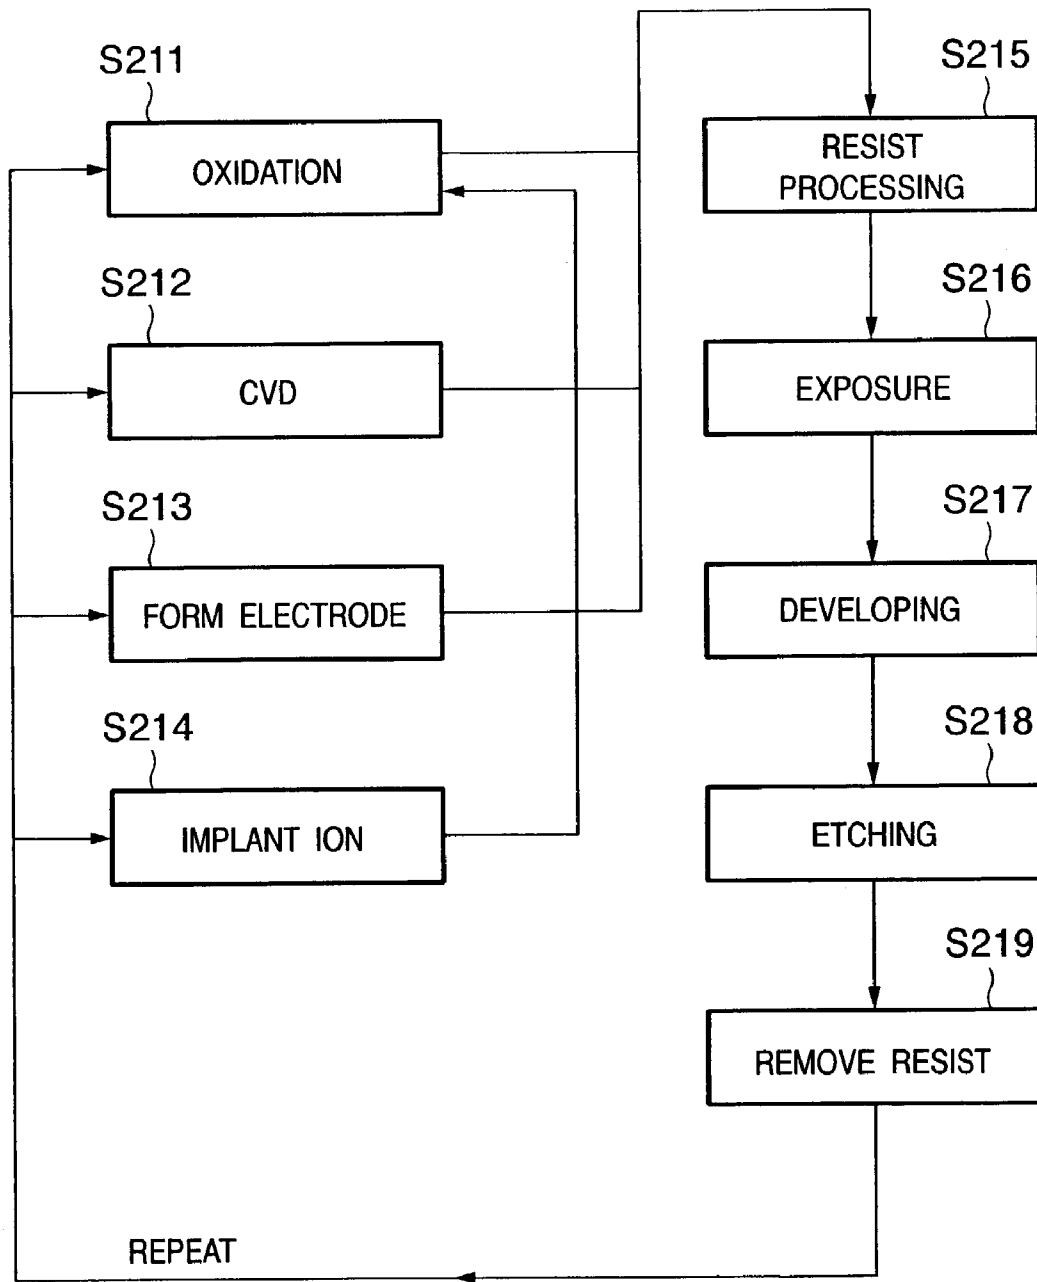 S211
OXIDATION
S212
CVD
S213
FORM ELECTRODE
S214
IMPLANT ION
S215
RESIST
PROCESSING
S216
EXPOSURE
S217
DEVELOPING
S218
ETCHING
S219
REMOVE RESIST
REPEAT